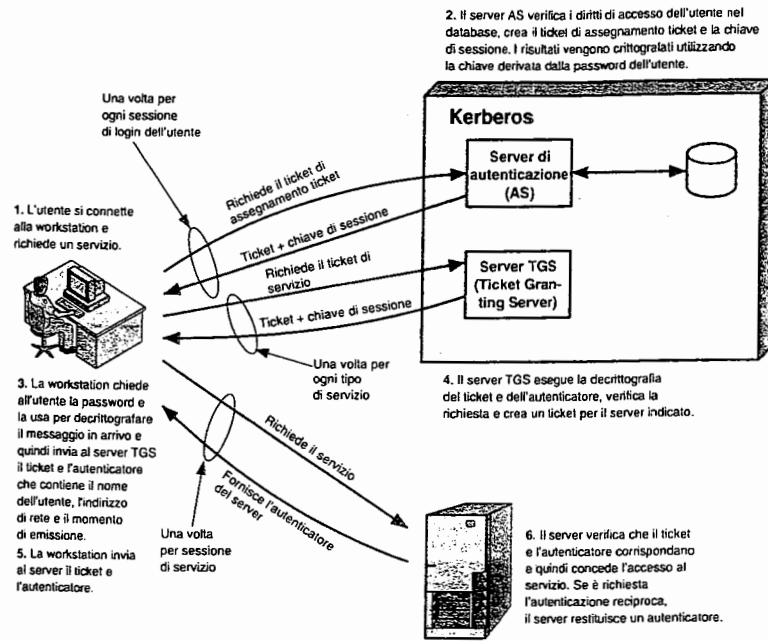 2. Il server AS verifica i diritti di accesso dell'utente nel
database, crea il ticket di assegnamento ticket e la chiave
di sessione. I risultati vengono crittogralati utilizzando
la chiave derivata dalla password dell'utente.
Una volta per
ogni sessione
di login dell'utente
Kerberos
Server di
autenticazione
(AS)
Richiede il ticket di
assegnamento ticket
1. L'utente si connette
alla workstation e
richiede un servizio.
Ticket + chiave di sessione
Richiede il ticket di
servizio
Server TGS
(Ticket Gran-
ting Server)
Ticket + chiave di sessione
Una volta per
ogni tipo
di servizio
3. La workstation chiede
all'utente la password e
la usa per decrittografare
il messaggio in arrivo e
quindi invia al server TGS
il ticket e l'autenticatore
che contiene il nome
dell'utente, l'indirizzo
di rete e il momento
di emissione.
5. La workstation invia
al server il ticket e
l'autenticatore.
4. Il server TGS esegue la decrittografia
del ticket e dell'autenticatore, verifica la
richiesta e crea un ticket per il server indicato.
Richiede il servizio
Fornisce l'autenticatore
del server
Una volta
per sessione
di servizio
6. Il server verifica che il ticket
e l'autenticatore corrispondano
e quindi concede l'accesso al
servizio. Se è richiesta
l'autenticazione reciproca,
il server restituisce un autenticatore.